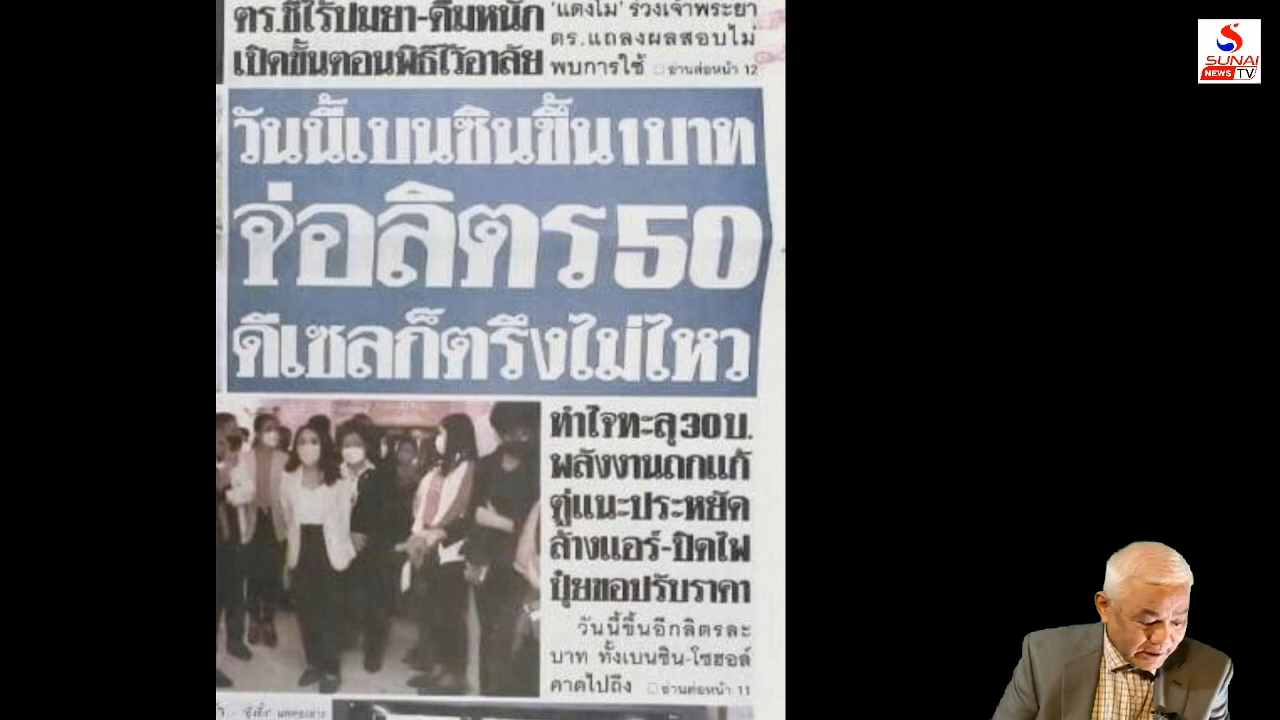 ตร.ชี้ไร้ปมยา-ดื่มหนัก
เปิดขั้นตอนพิธีไว้อาลัย
'แตงโม' ร่วงเจ้าพระยา
ตร.แถลงผลสอบไม่
พบการใช้ อ่านต่อหน้า 12
วันนี้เบนซินขึ้น1บาท
จ่อลิตร50
ดีเซลก็ตรึงไม่ไหว
ทำใจทะลุ30บ.
พลังงานถกแก้
ตู่แนะประหยัด
ล้างแอร์-ปิดไฟ
ปุ๋ยขอปรับราคา
วันนี้ขึ้นอีกลิตรละ
บาท ทั้งเบนซิน-โซฮอล์
คาดไปถึง อ่านต่อหน้า 11
SUNAI
NEWS TV